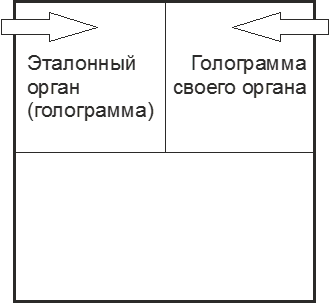 Эталонный
орган
(голограмма)
Голограмма
своего органа